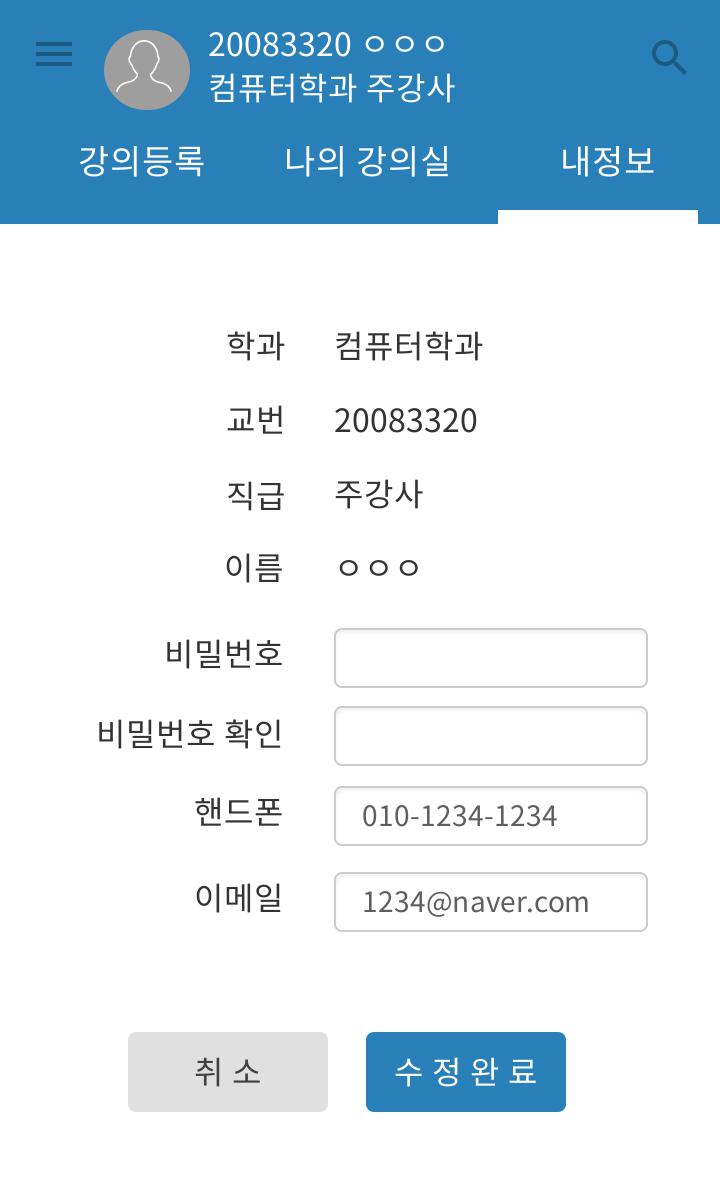 20083320 ㅇㅇㅇ
컴퓨터학과 주강사
강의등록 나의 강의실 내정보
학과 컴퓨터학과
교번 20083320
직급 주강사
이름 ㅇㅇㅇ
비밀번호
비밀번호 확인
핸드폰 010-1234-1234
이메일 1234@naver.com
취 소 수 정 완 료